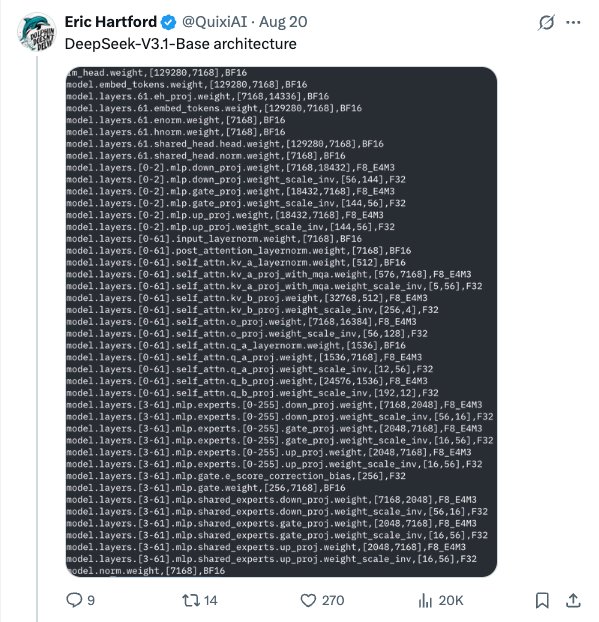 Eric Hartford @QuixiAI · Aug 20
DeepSeek-V3.1-Base architecture
lm_head.weight,[129280,7168],BF16
model.embed_tokens.weight,[129280,7168],BF16
model.layers.61.eh_proj.weight,[7168,14336],BF16
model.layers.61.embed_tokens.weight,[129280,7168],BF16
model.layers.61.enorm.weight,[7168],BF16
model.layers.61.hnorm.weight,[7168],BF16
model.layers.61.shared_head.head.weight,[129280,7168],BF16
model.layers.61.shared_head.norm.weight,[7168],BF16
model.layers.[0-2].mlp.down_proj.weight,[7168,18432],F8_E4M3
model.layers.[0-2].mlp.down_proj.weight_scale_inv,[56,144],F32
model.layers.[0-2].mlp.gate_proj.weight,[18432,7168],F8_E4M3
model.layers.[0-2].mlp.gate_proj.weight_scale_inv,[144,56],F32
model.layers.[0-2].mlp.up_proj.weight,[18432,7168],F8_E4M3
model.layers.[0-2].mlp.up_proj.weight_scale_inv,[144,56],F32
model.layers.[0-61].input_layernorm.weight,[7168],BF16
model.layers.[0-61].post_attention_layernorm.weight,[7168],BF16
model.layers.[0-61].self_attn.kv_a_layernorm.weight,[512],BF16
model.layers.[0-61].self_attn.kv_a_proj_with_mqa.weight,[576,7168],F8_E4M3
model.layers.[0-61].self_attn.kv_a_proj_with_mqa.weight_scale_inv,[5,56],F32
model.layers.[0-61].self_attn.kv_b_proj.weight,[32768,512],F8_E4M3
model.layers.[0-61].self_attn.kv_b_proj.weight_scale_inv,[256,4],F32
model.layers.[0-61].self_attn.o_proj.weight,[7168,16384],F8_E4M3
model.layers.[0-61].self_attn.o_proj.weight_scale_inv,[56,128],F32
model.layers.[0-61].self_attn.q_a_layernorm.weight,[1536],BF16
model.layers.[0-61].self_attn.q_a_proj.weight,[1536,7168],F8_E4M3
model.layers.[0-61].self_attn.q_a_proj.weight_scale_inv,[12,56],F32
model.layers.[0-61].self_attn.q_b_proj.weight,[24576,1536],F8_E4M3
model.layers.[0-61].self_attn.q_b_proj.weight_scale_inv,[192,12],F32
model.layers.[3-61].mlp.experts.[0-255].down_proj.weight,[7168,2048],F8_E4M3
model.layers.[3-61].mlp.experts.[0-255].down_proj.weight_scale_inv,[56,16],F32
model.layers.[3-61].mlp.experts.[0-255].gate_proj.weight,[2048,7168],F8_E4M3
model.layers.[3-61].mlp.experts.[0-255].gate_proj.weight_scale_inv,[16,56],F32
model.layers.[3-61].mlp.experts.[0-255].up_proj.weight,[2048,7168],F8_E4M3
model.layers.[3-61].mlp.experts.[0-255].up_proj.weight_scale_inv,[16,56],F32
model.layers.[3-61].mlp.gate.e_score_correction_bias,[256],F32
model.layers.[3-61].mlp.gate.weight,[256,7168],BF16
model.layers.[3-61].mlp.shared_experts.down_proj.weight,[7168,2048],F8_E4M3
model.layers.[3-61].mlp.shared_experts.down_proj.weight_scale_inv,[56,16],F32
model.layers.[3-61].mlp.shared_experts.gate_proj.weight,[2048,7168],F8_E4M3
model.layers.[3-61].mlp.shared_experts.gate_proj.weight_scale_inv,[16,56],F32
model.layers.[3-61].mlp.shared_experts.up_proj.weight,[2048,7168],F8_E4M3
model.layers.[3-61].mlp.shared_experts.up_proj.weight_scale_inv,[16,56],F32
model.norm.weight,[7168],BF16
9 14 270 20K